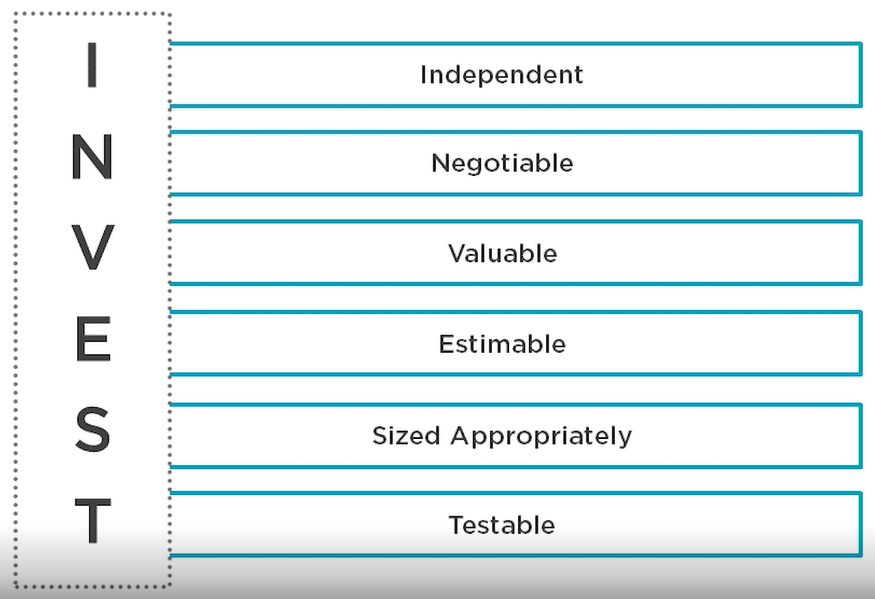 I
Independent
N
Negotiable
V
Valuable
E
Estimable
S
Sized Appropriately
T
Testable